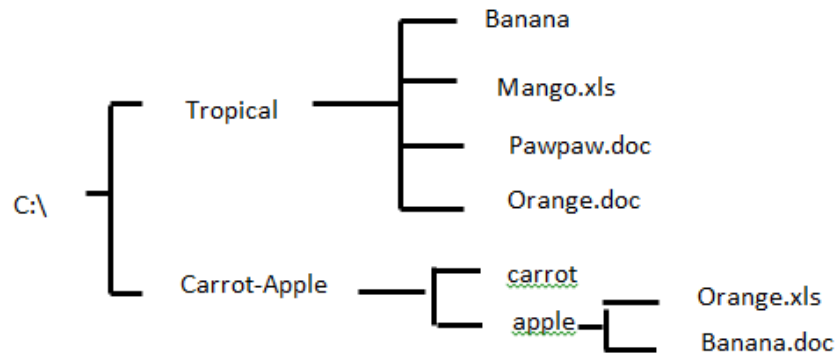 Banana
Mango.xls
Tropical
Pawpaw.doc
Orange.doc
C:\
Carrot-Apple
carrot
Orange.xls
apple
Banana.doc